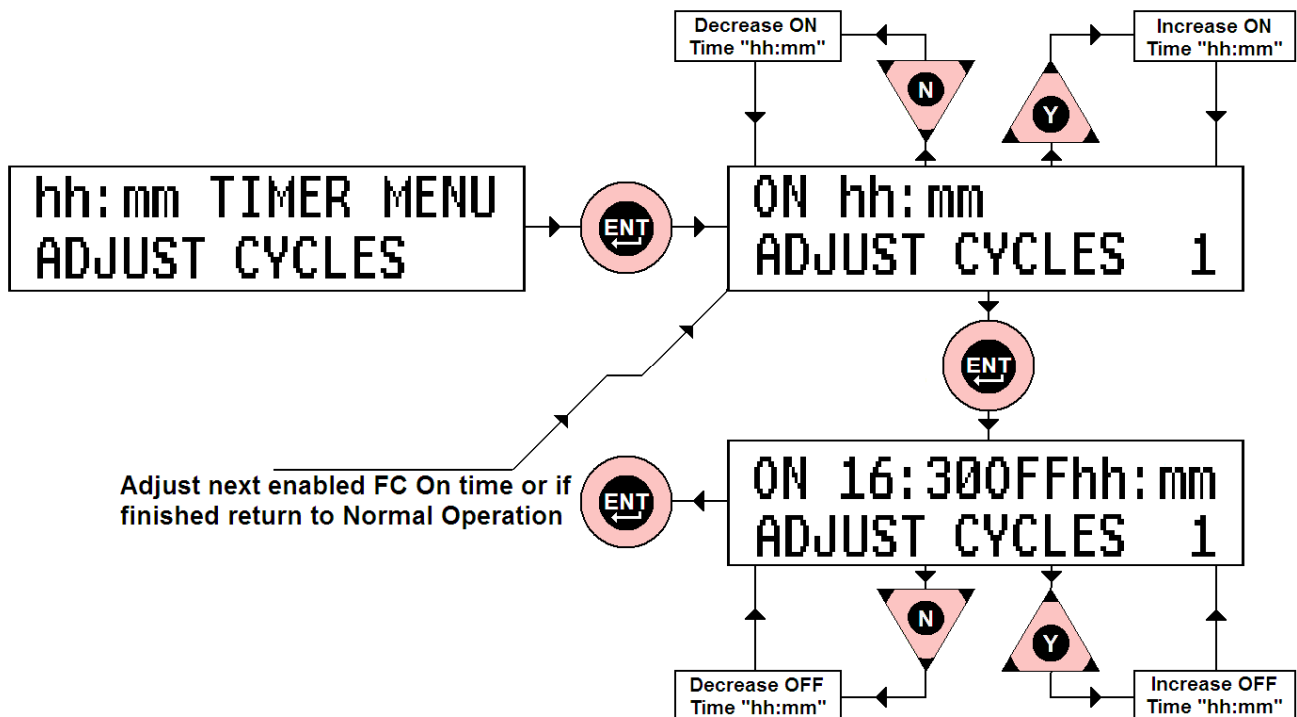 Decrease ON
Time "hh:mm"
N
Y
Increase ON
Time "hh:mm"
hh:mm TIMER MENU
ADJUST CYCLES
ENT
ON hh:mm
ADJUST CYCLES 1
ENT
Adjust next enabled FC On time or if
finished return to Normal Operation
ENT
ON 16:30OFFhh:mm
ADJUST CYCLES 1
Decrease OFF
Time "hh:mm"
N
Y
Increase OFF
Time "hh:mm"